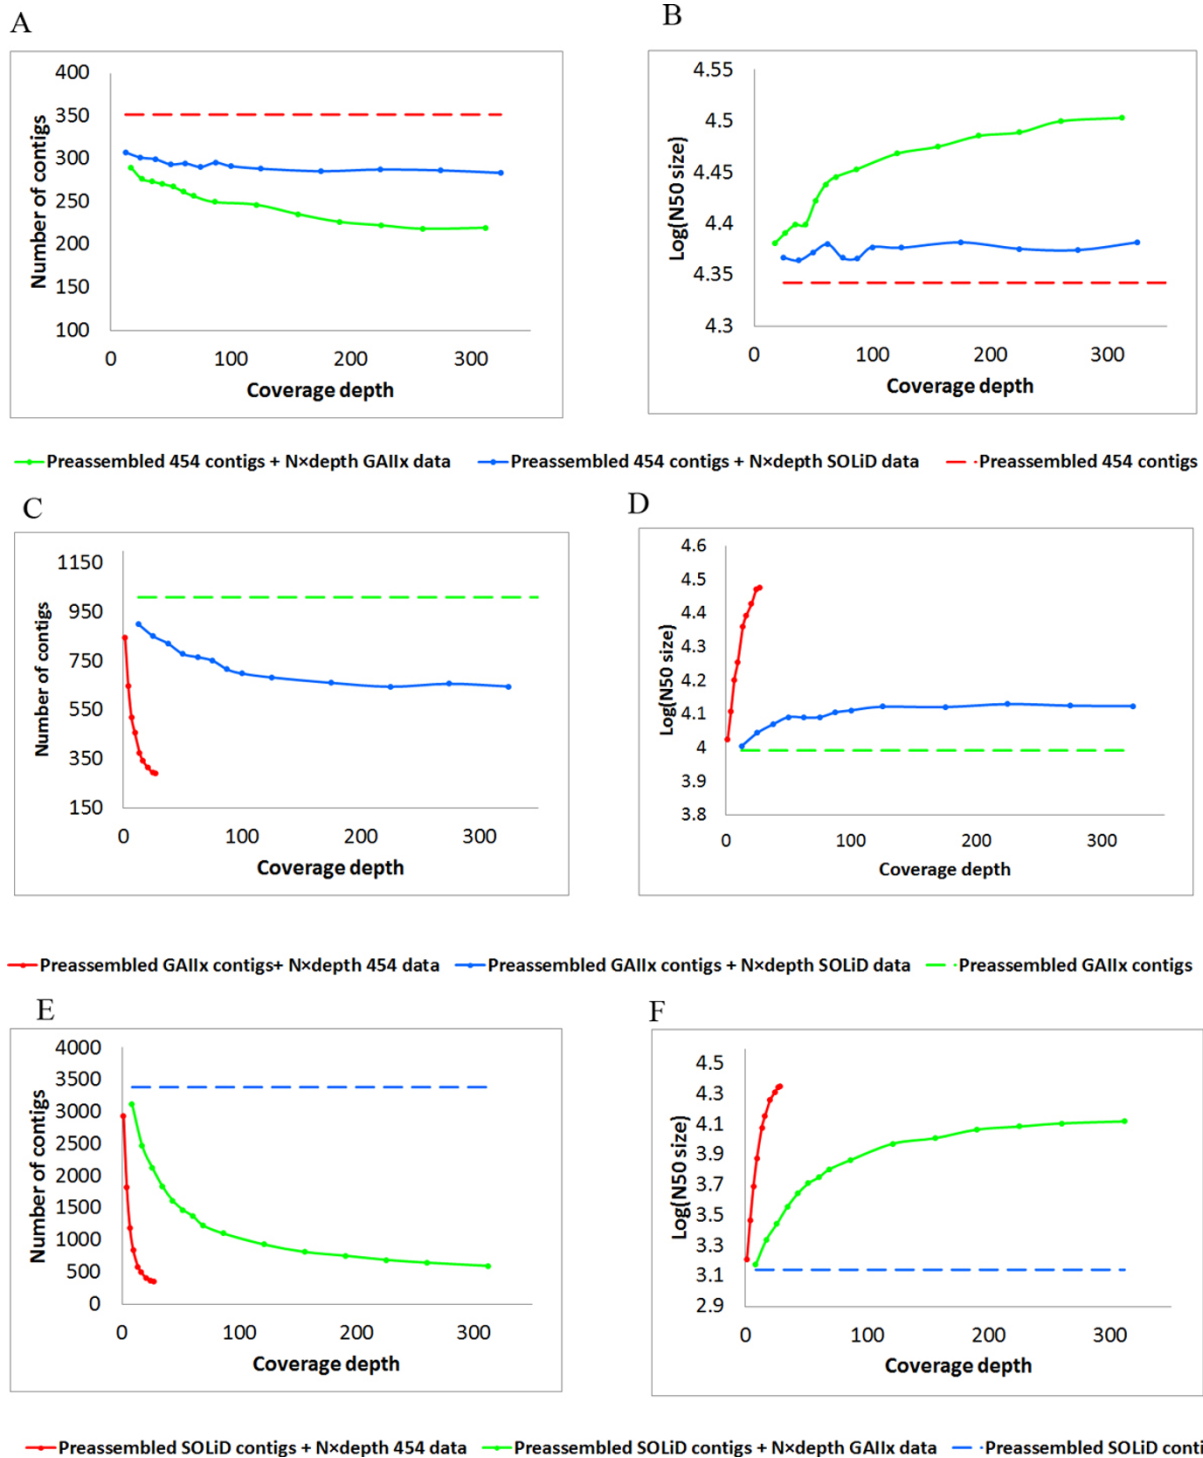 A
B
400
350
300
250
200
150
100
Number of contigs
0
100
200
300
Coverage depth
4.55
4.5
4.45
4.4
4.35
4.3
Log(N50 size)
0
100
200
300
Coverage depth
Preassembled 454 contigs + N×depth GAIIx data
Preassembled 454 contigs + N×depth SOLiD data
Preassembled 454 contigs
C
D
1150
950
750
550
350
150
Number of contigs
0
100
200
300
Coverage depth
4.6
4.5
4.4
4.3
4.2
4.1
4
3.9
3.8
Log(N50 size)
0
100
200
300
Coverage depth
Preassembled GAIIx contigs+ N×depth 454 data
Preassembled GAIIx contigs + N×depth SOLiD data
Preassembled GAIIx contigs
E
F
4000
3500
3000
2500
2000
1500
1000
500
0
Number of contigs
0
100
200
300
Coverage depth
4.5
4.3
4.1
3.9
3.7
3.5
3.3
3.1
2.9
Log(N50 size)
0
100
200
300
Coverage depth
Preassembled SOLiD contigs + N×depth 454 data
Preassembled SOLiD contigs + N×depth GAIIx data
Preassembled SOLiD conti